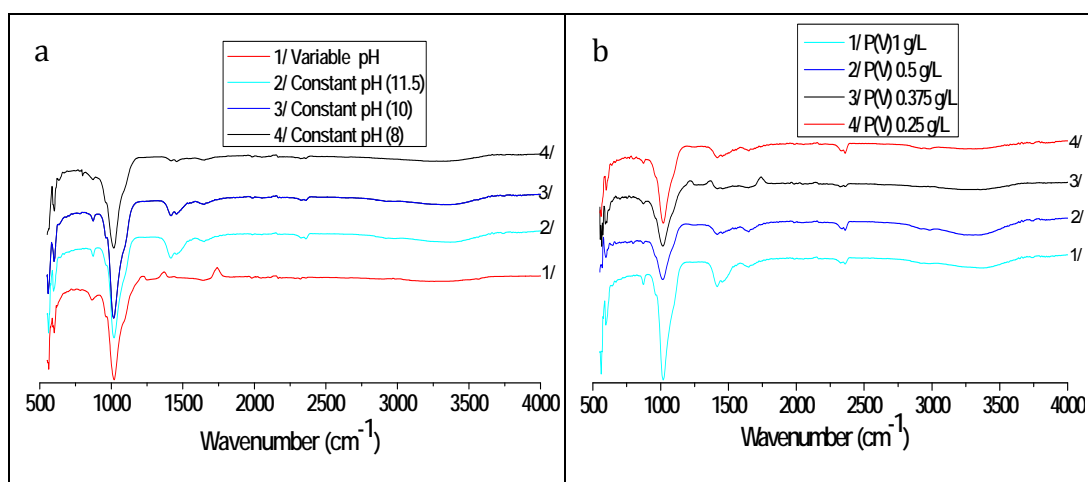 a
1/ Variable pH
2/ Constant pH (11.5)
3/ Constant pH (10)
4/ Constant pH (8)
4/
3/
2/
1/
500 1000 1500 2000 2500 3000 3500 4000
Wavenumber (cm-1)
b
1/ P(V)1 g/L
2/ P(V) 0.5 g/L
3/ P(V) 0.375 g/L
4/ P(V) 0.25 g/L
4/
3/
2/
1/
500 1000 1500 2000 2500 3000 3500 4000
Wavenumber (cm-1)